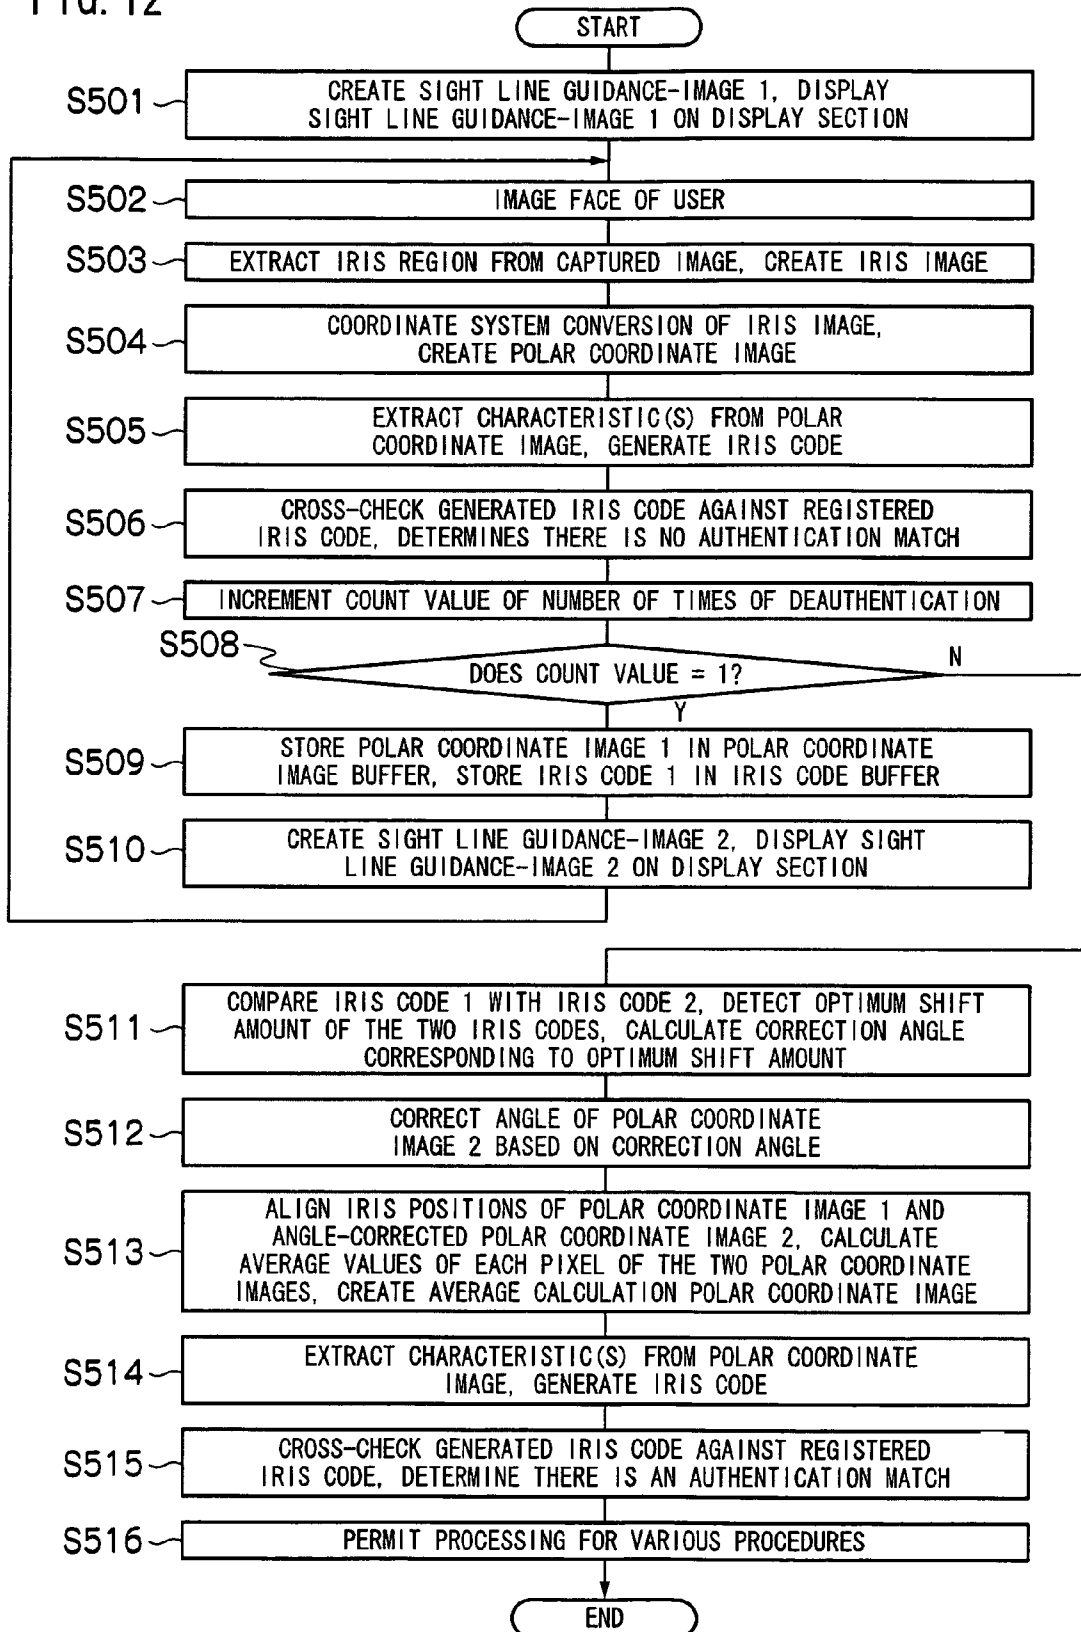 FIG. 12
START
S501
CREATE SIGHT LINE GUIDANCE-IMAGE 1, DISPLAY
SIGHT LINE GUIDANCE-IMAGE 1 ON DISPLAY SECTION
S502
IMAGE FACE OF USER
S503
EXTRACT IRIS REGION FROM CAPTURED IMAGE, CREATE IRIS IMAGE
S504
COORDINATE SYSTEM CONVERSION OF IRIS IMAGE,
CREATE POLAR COORDINATE IMAGE
S505
EXTRACT CHARACTERISTIC(S) FROM POLAR
COORDINATE IMAGE, GENERATE IRIS CODE
S506
CROSS-CHECK GENERATED IRIS CODE AGAINST REGISTERED
IRIS CODE, DETERMINES THERE IS NO AUTHENTICATION MATCH
S507
INCREMENT COUNT VALUE OF NUMBER OF TIMES OF DEAUTHENTICATION
S508
DOES COUNT VALUE = 1?
N
Y
S509
STORE POLAR COORDINATE IMAGE 1 IN POLAR COORDINATE
IMAGE BUFFER, STORE IRIS CODE 1 IN IRIS CODE BUFFER
S510
CREATE SIGHT LINE GUIDANCE-IMAGE 2, DISPLAY SIGHT
LINE GUIDANCE-IMAGE 2 ON DISPLAY SECTION
S511
COMPARE IRIS CODE 1 WITH IRIS CODE 2, DETECT OPTIMUM SHIFT
AMOUNT OF THE TWO IRIS CODES, CALCULATE CORRECTION ANGLE
CORRESPONDING TO OPTIMUM SHIFT AMOUNT
S512
CORRECT ANGLE OF POLAR COORDINATE
IMAGE 2 BASED ON CORRECTION ANGLE
S513
ALIGN IRIS POSITIONS OF POLAR COORDINATE IMAGE 1 AND
ANGLE-CORRECTED POLAR COORDINATE IMAGE 2, CALCULATE
AVERAGE VALUES OF EACH PIXEL OF THE TWO POLAR COORDINATE
IMAGES, CREATE AVERAGE CALCULATION POLAR COORDINATE IMAGE
S514
EXTRACT CHARACTERISTIC(S) FROM POLAR COORDINATE
IMAGE, GENERATE IRIS CODE
S515
CROSS-CHECK GENERATED IRIS CODE AGAINST REGISTERED
IRIS CODE, DETERMINE THERE IS AN AUTHENTICATION MATCH
S516
PERMIT PROCESSING FOR VARIOUS PROCEDURES
END